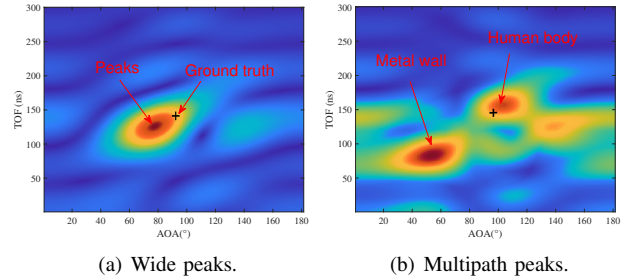 300
250
200
150
100
50
TOF (ns)
Peaks
Ground truth
20 40 60 80 100 120 140 160 180
AOA(°)
(a) Wide peaks.
300
250
200
150
100
50
TOF (ns)
Human body
Metal wall
20 40 60 80 100 120 140 160 180
AOA(°)
(b) Multipath peaks.